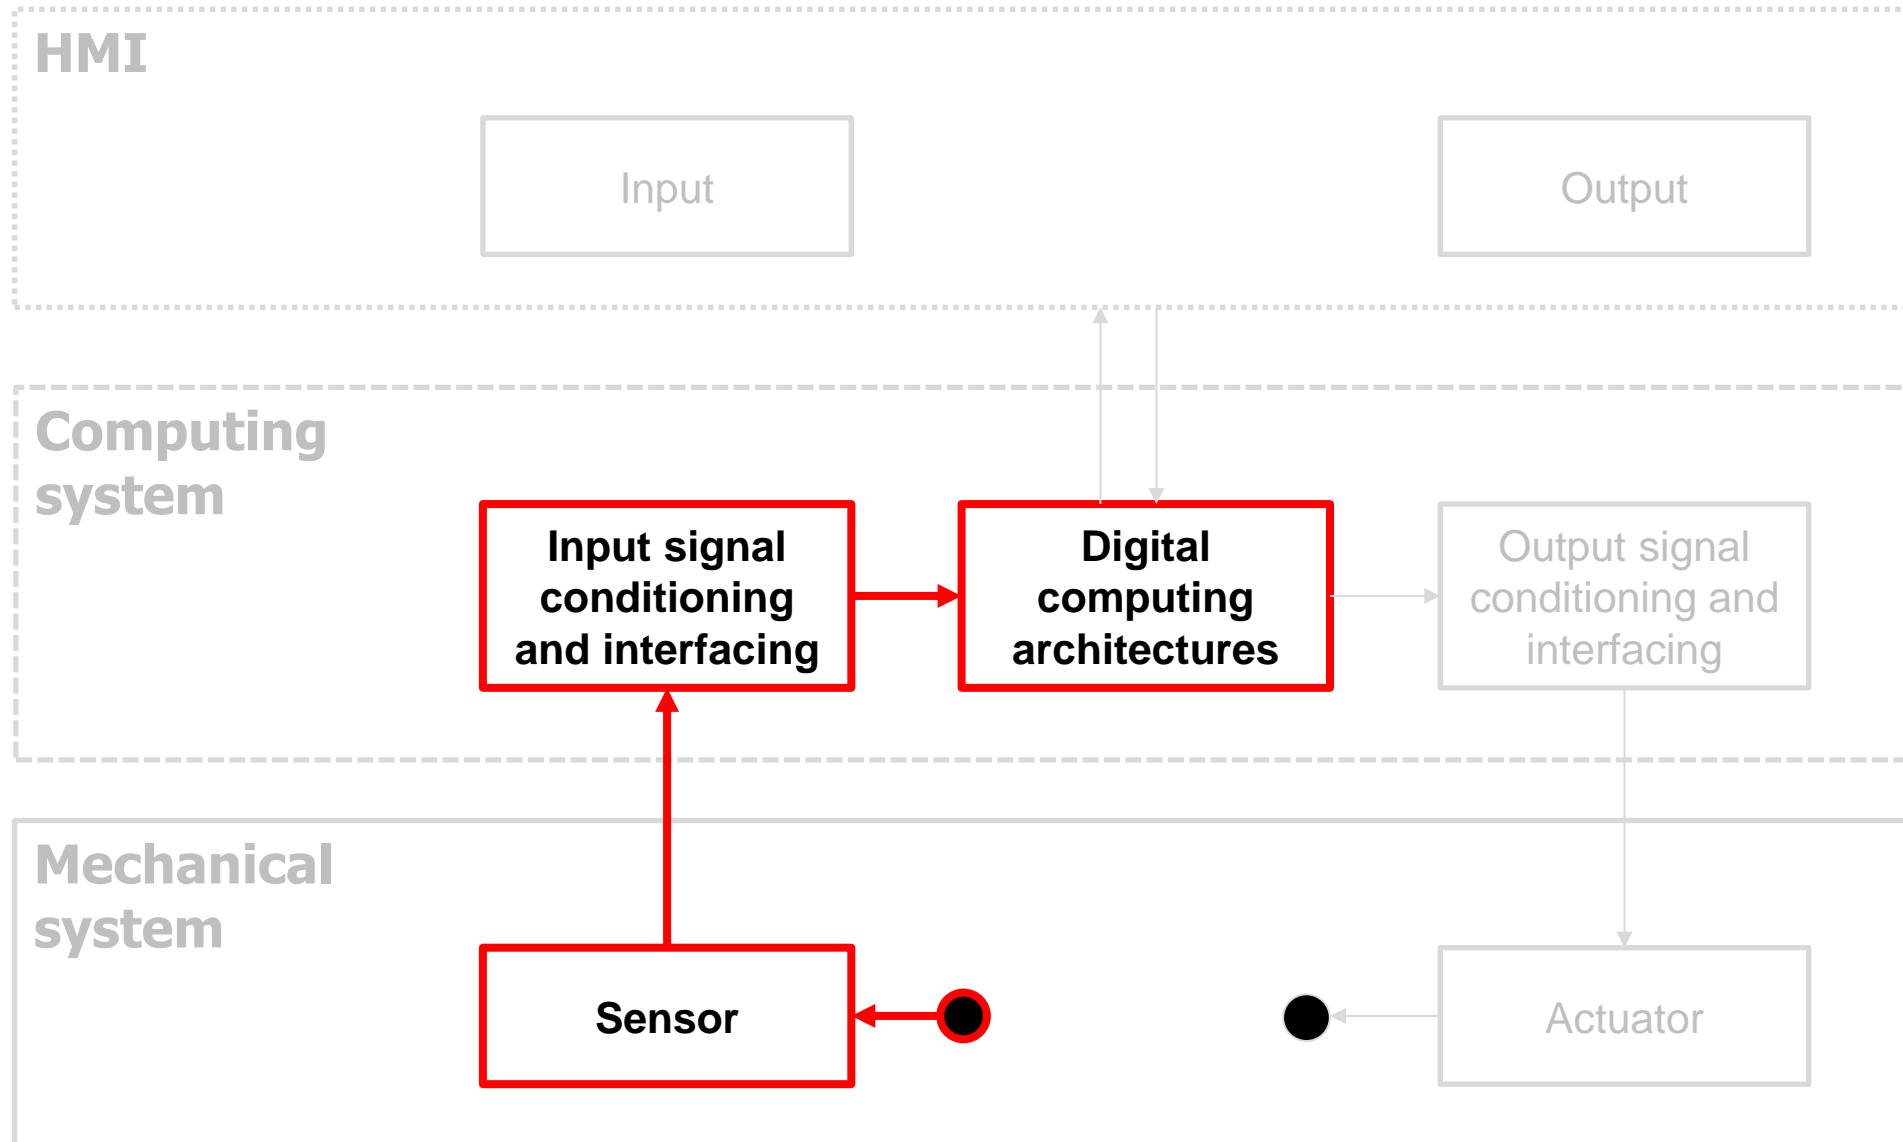 HMI
Input
Output
Computing
system
Input signal
conditioning
and interfacing
Digital
computing
architectures
Output signal
conditioning and
interfacing
Mechanical
system
Sensor
Actuator